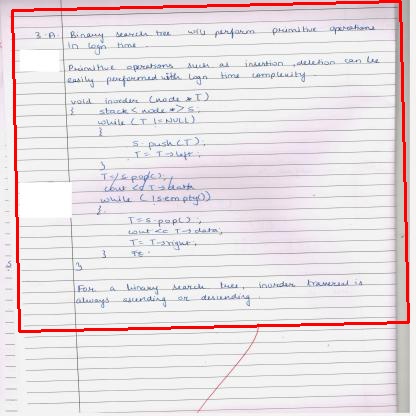 3.A. Binary search tree will perform primitive operations
in logn time.
Primitive operations such as insertion, deletion can be
easily performed with logn time complexity.
void inorder (node *T)
{ stack < node *> s;
while (T != NULL)
{
s.push(T);
T = T->left;
}
T = s.pop();
cout << T->data
while ( !s.empty())
{
T = s.pop();
cout << T->data;
T = T->right;
}
}
For a binary search tree, inorder traversal is
always ascending or descending.